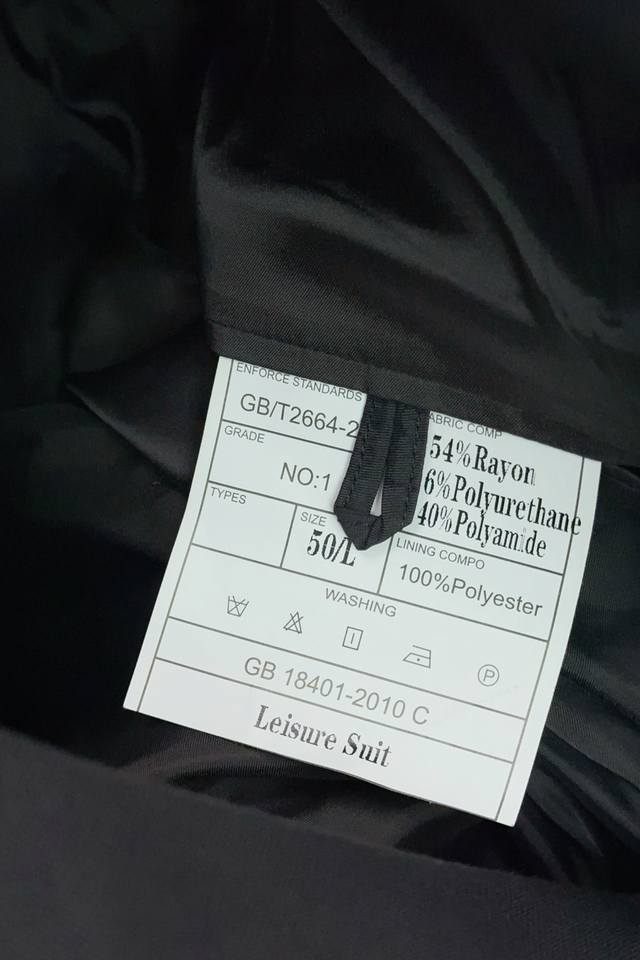 ENFORCE STANDARDS
GB/T2664-2
GRADE
NO:1
TYPES
SIZE
50/L
FABRIC COMP
54%Rayon
6%Polyurethane
40%Polyamide
LINING COMPO
100%Polyester
WASHING
P
GB 18401-2010 C
Leisure Suit